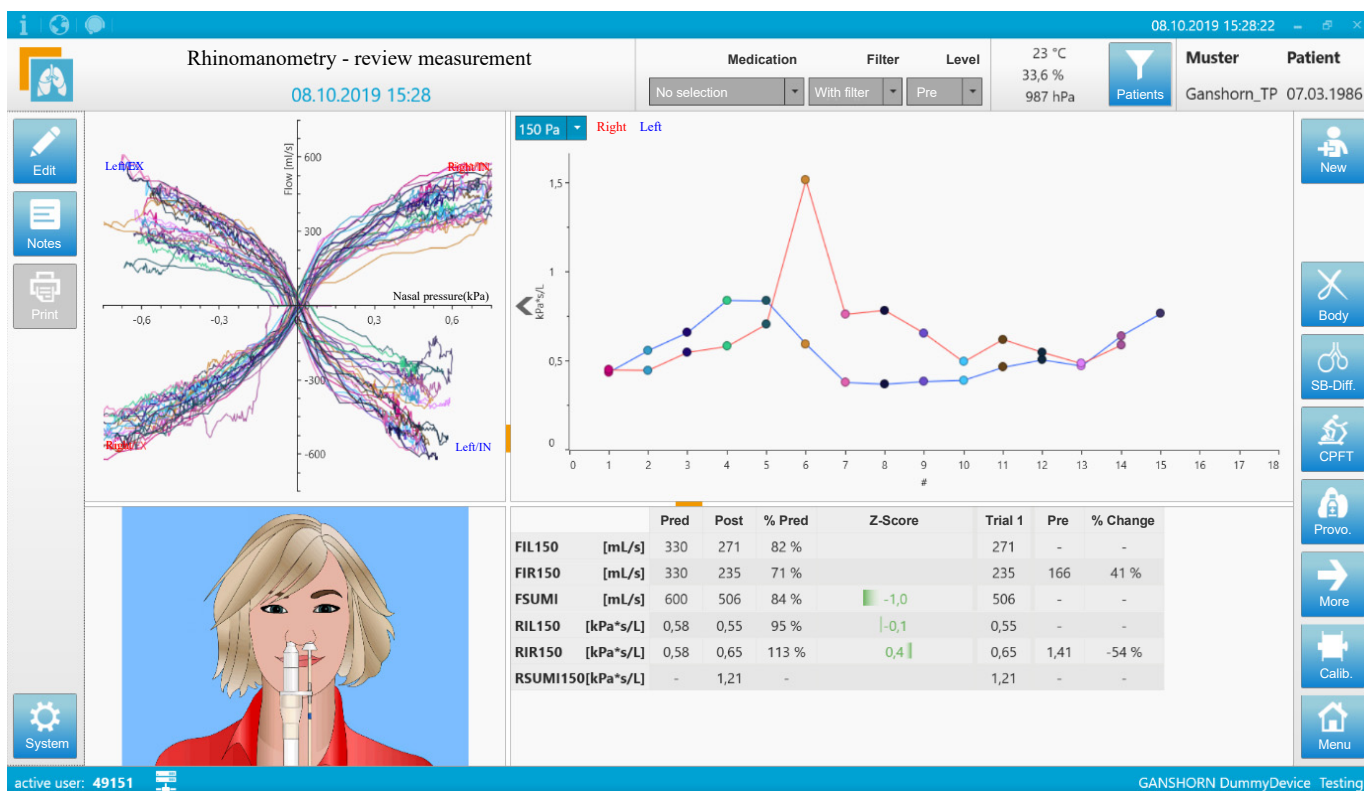 i
08.10.2019 15:28:22
Rhinomanometry - review measurement
08.10.2019 15:28
Medication Filter Level
No selection With filter Pre
23 °C
33,6 %
987 hPa
Patients
Muster Patient
Ganshorn_TP 07.03.1986
Edit
Notes
Print
System
Left/EX
Flow [ml/s]
Right/IN
600
300
Nasal pressure(kPa)
-0,6 -0,3 0,3 0,6
-300
-600
Left/IN
150 Pa Right Left
1,5
1
kPa*s/L
0,5
0
0 1 2 3 4 5 6 7 8 9 10 11 12 13 14 15 16 17 18
#
Pred Post % Pred Z-Score Trial 1 Pre % Change
FIL150 [mL/s] 330 271 82 % 271 - -
FIR150 [mL/s] 330 235 71 % 235 166 41 %
FSUMI [mL/s] 600 506 84 % -1,0 506 - -
RIL150 [kPa*s/L] 0,58 0,55 95 % -0,1 0,55 - -
RIR150 [kPa*s/L] 0,58 0,65 113 % 0,4 0,65 1,41 -54 %
RSUMI150[kPa*s/L] - 1,21 - 1,21 - -
New
Body
SB-Diff.
CPFT
Provo.
More
Calib.
Menu
active user: 49151
GANSHORN DummyDevice Testing